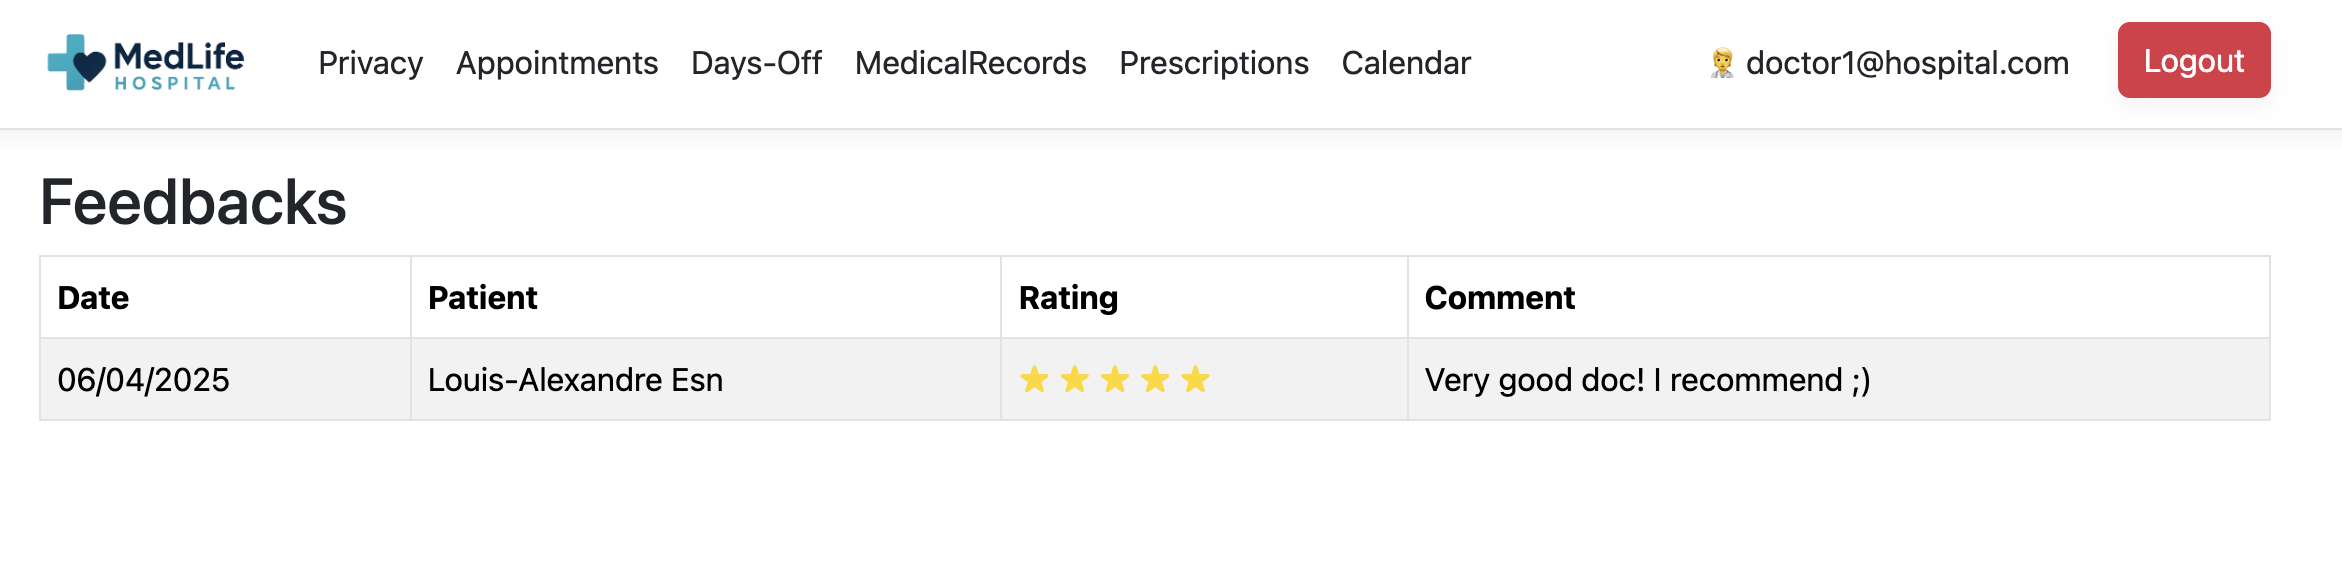 MedLife
HOSPITAL
Privacy Appointments Days-Off MedicalRecords Prescriptions Calendar doctor1@hospital.com Logout
Feedbacks
Date Patient Rating Comment
06/04/2025 Louis-Alexandre Esn ⭐⭐⭐⭐⭐ Very good doc! I recommend ;)